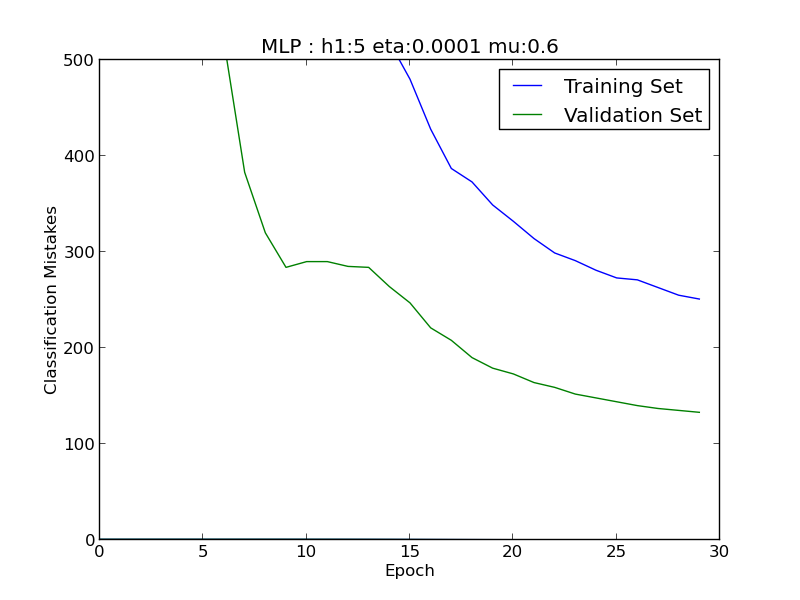 MLP : h1:5 eta:0.0001 mu:0.6
Training Set
Validation Set
500
400
300
200
100
0
Classification Mistakes
0 5 10 15 20 25 30
Epoch